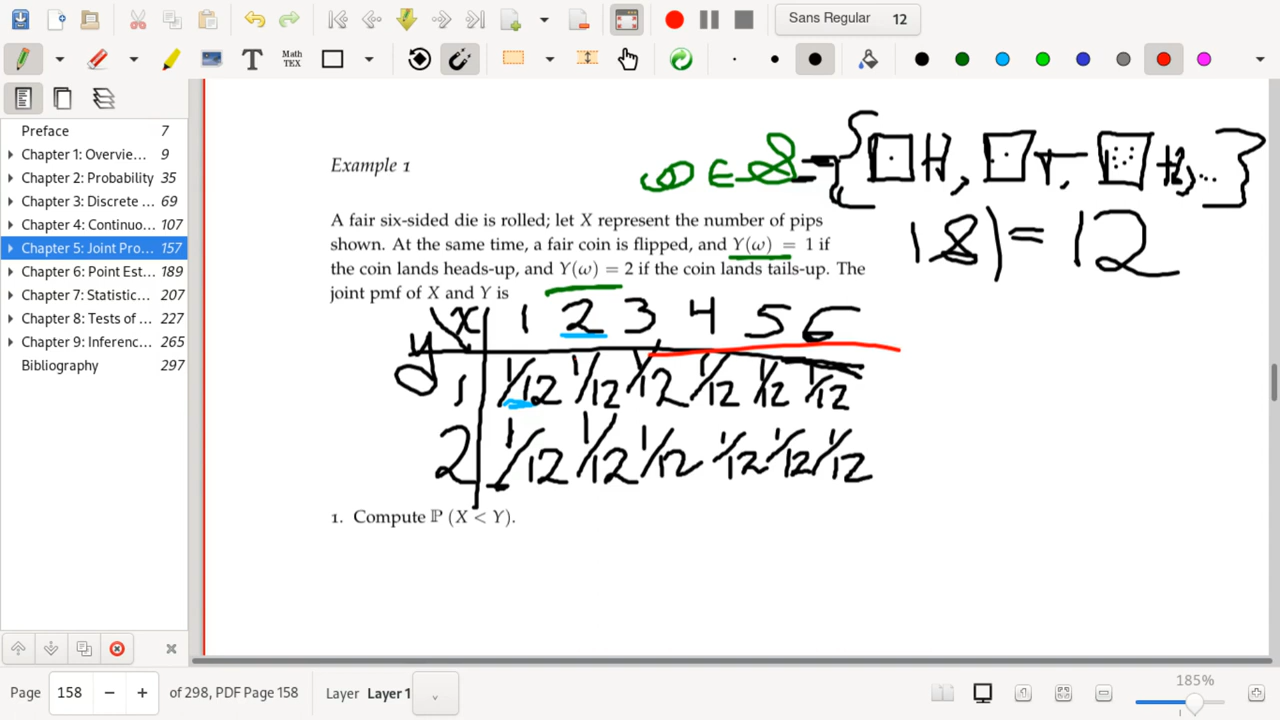 Sans Regular 12
Math TEX
Preface 7
Chapter 1: Overvie... 9
Chapter 2: Probability 35
Chapter 3: Discrete ... 69
Chapter 4: Continuo... 107
Chapter 5: Joint Pro... 157
Chapter 6: Point Est... 189
Chapter 7: Statistic... 207
Chapter 8: Tests of ... 227
Chapter 9: Inferenc... 265
Bibliography 297
Example 1
ω ∈ S = { H, T, H, ... }
|S| = 12
A fair six-sided die is rolled; let X represent the number of pips
shown. At the same time, a fair coin is flipped, and Y(ω) = 1 if
the coin lands heads-up, and Y(ω) = 2 if the coin lands tails-up. The
joint pmf of X and Y is
y x 1 2 3 4 5 6
1 1/12 1/12 1/12 1/12 1/12 1/12
2 1/12 1/12 1/12 1/12 1/12 1/12
1. Compute ℙ (X < Y).
Page 158 − + of 298, PDF Page 158 Layer Layer 1 185%